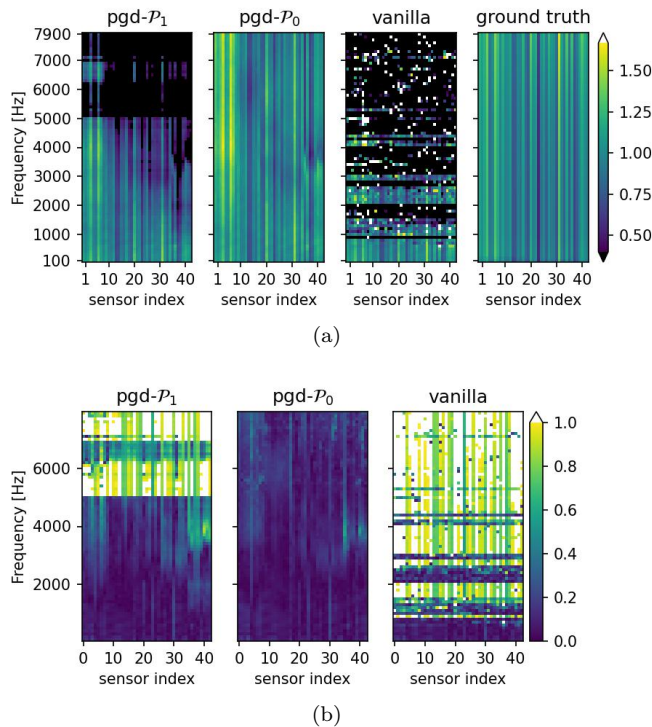 pgd-𝒫₁ pgd-𝒫₀ vanilla ground truth
7900
7000
6000
5000
4000
3000
2000
1000
100
Frequency [Hz]
1 10 20 30 40 1 10 20 30 40 1 10 20 30 40 1 10 20 30 40
sensor index sensor index sensor index sensor index
1.50
1.25
1.00
0.75
0.50
(a)
pgd-𝒫₁ pgd-𝒫₀ vanilla
6000
4000
2000
Frequency [Hz]
0 10 20 30 40 0 10 20 30 40 0 10 20 30 40
sensor index sensor index sensor index
1.0
0.8
0.6
0.4
0.2
0.0
(b)